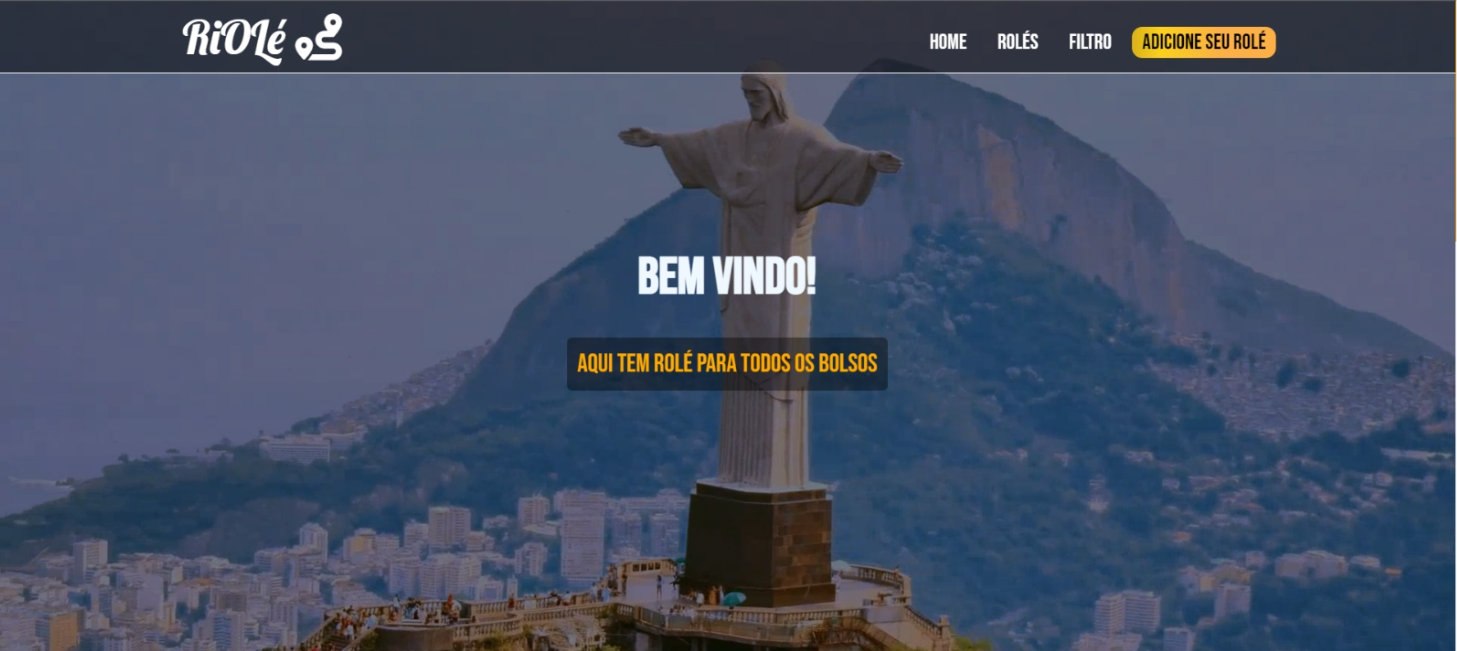 RiOLé
HOME ROLÉS FILTRO ADICIONE SEU ROLÉ
BEM VINDO!
AQUI TEM ROLÉ PARA TODOS OS BOLSOS